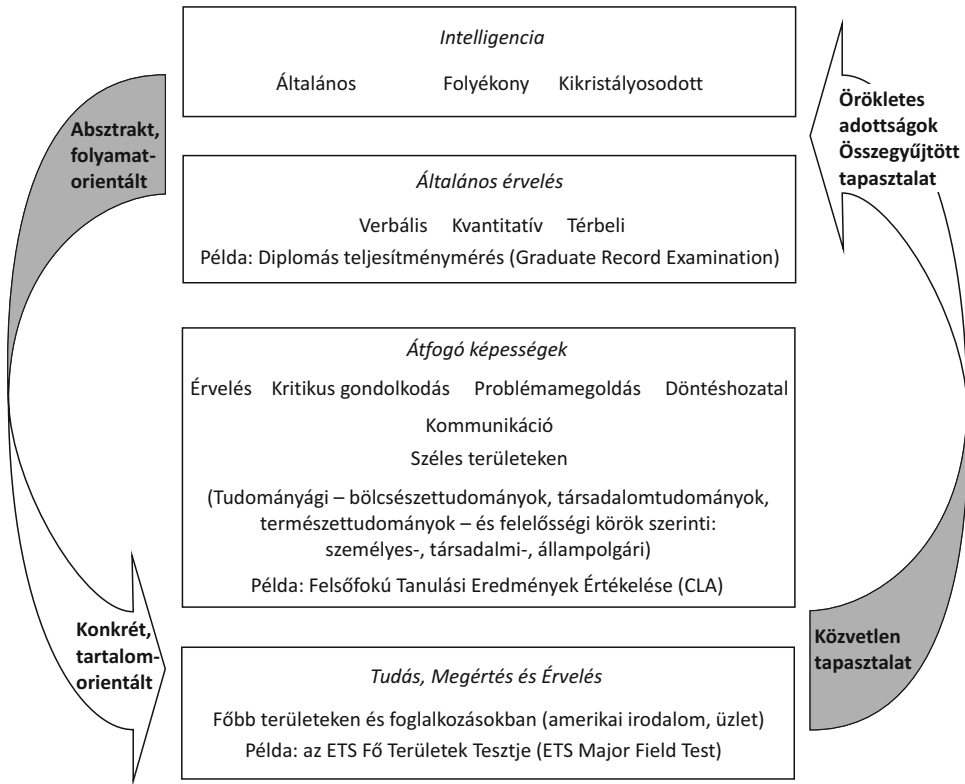 Intelligencia
Általános Folyékony Kikristályosodott
Absztrakt,
folyamat-
orientált
Örökletes
adottságok
Összegyűjtött
tapasztalat
Általános érvelés
Verbális Kvantitatív Térbeli
Példa: Diplomás teljesítménymérés (Graduate Record Examination)
Átfogó képességek
Érvelés Kritikus gondolkodás Problémamegoldás Döntéshozatal
Kommunikáció
Széles területeken
(Tudományági – bölcsészettudományok, társadalomtudományok,
természettudományok – és felelősségi körök szerinti:
személyes-, társadalmi-, állampolgári)
Példa: Felsőfokú Tanulási Eredmények Értékelése (CLA)
Konkrét,
tartalom-
orientált
Közvetlen
tapasztalat
Tudás, Megértés és Érvelés
Főbb területeken és foglalkozásokban (amerikai irodalom, üzlet)
Példa: az ETS Fő Területek Tesztje (ETS Major Field Test)